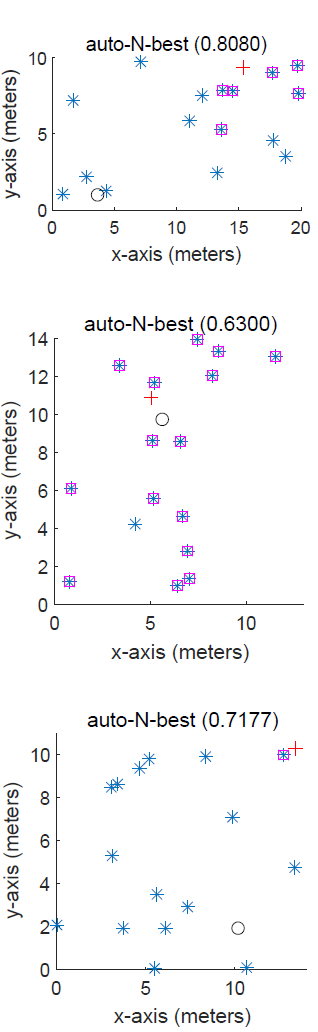 auto-N-best (0.8080)
10
5
0
0 5 10 15 20
y-axis (meters)
x-axis (meters)
auto-N-best (0.6300)
14
12
10
8
6
4
2
0
0 5 10
y-axis (meters)
x-axis (meters)
auto-N-best (0.7177)
10
8
6
4
2
0
0 5 10
y-axis (meters)
x-axis (meters)